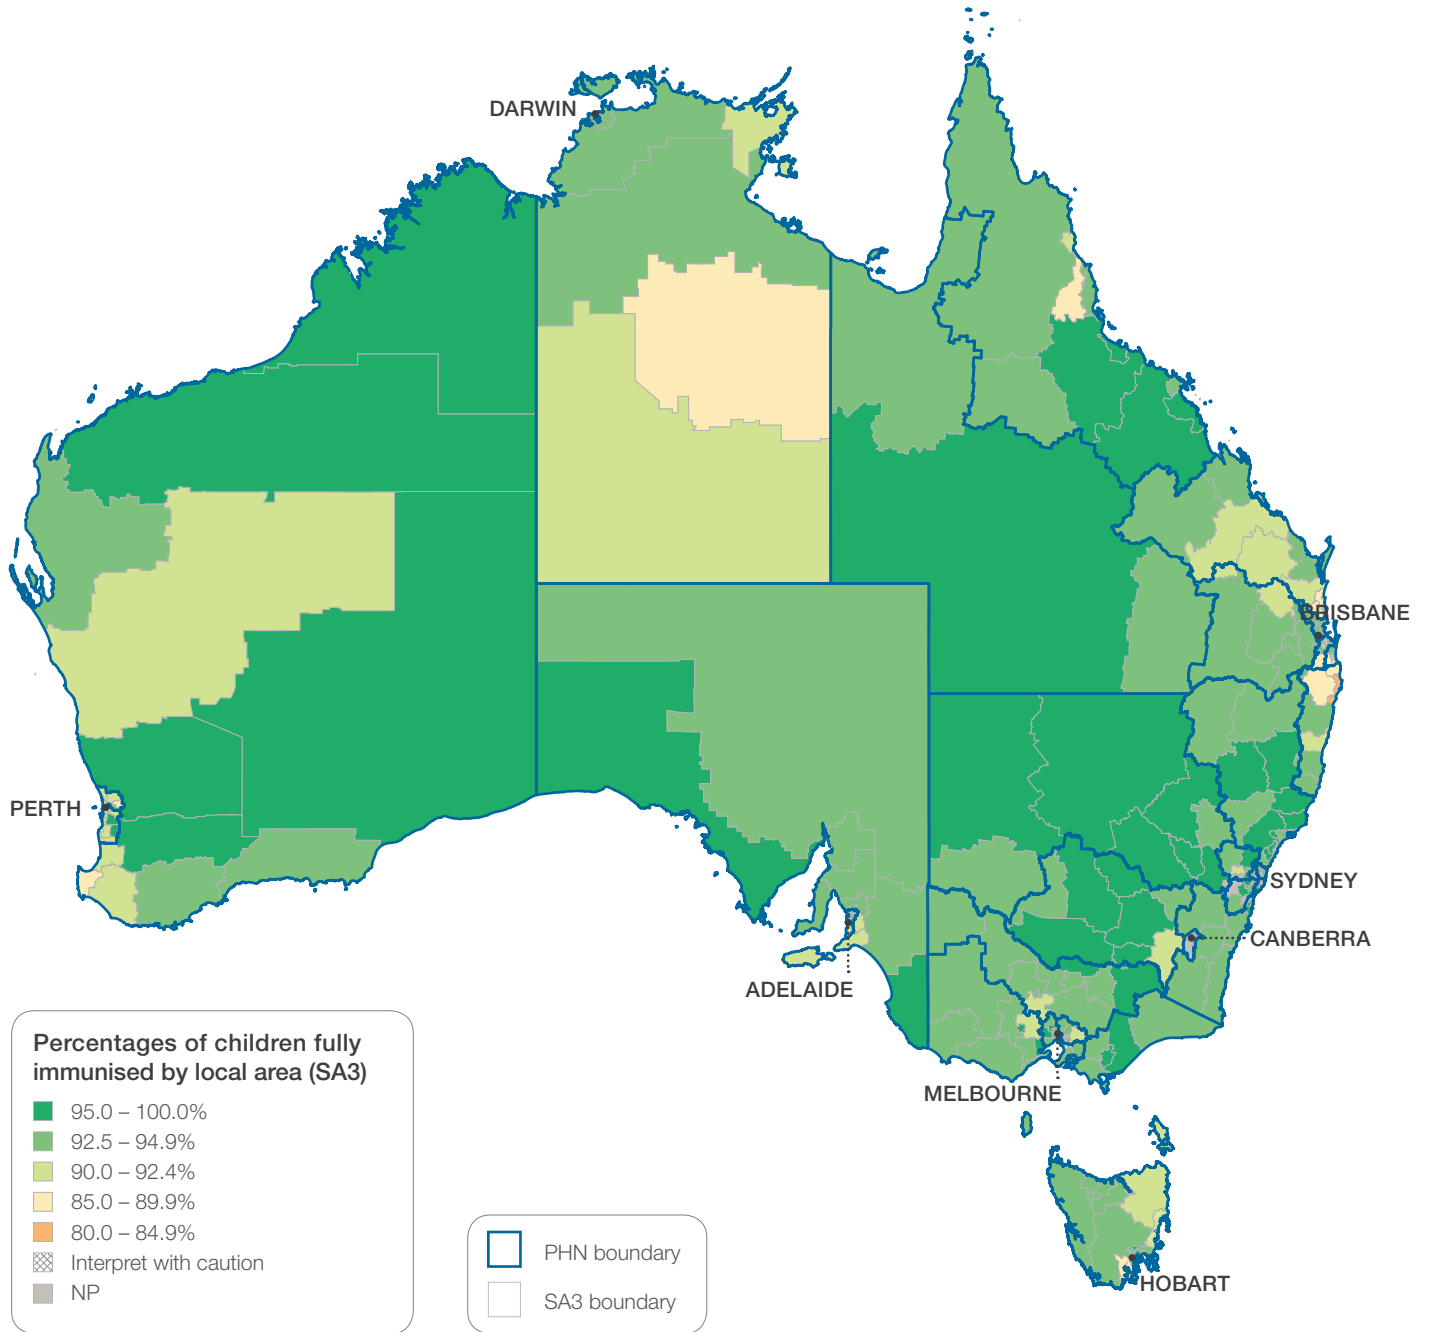 DARWIN
BRISBANE
PERTH
SYDNEY
CANBERRA
ADELAIDE
MELBOURNE
HOBART
Percentages of children fully
immunised by local area (SA3)
95.0 – 100.0%
92.5 – 94.9%
90.0 – 92.4%
85.0 – 89.9%
80.0 – 84.9%
Interpret with caution
NP
PHN boundary
SA3 boundary